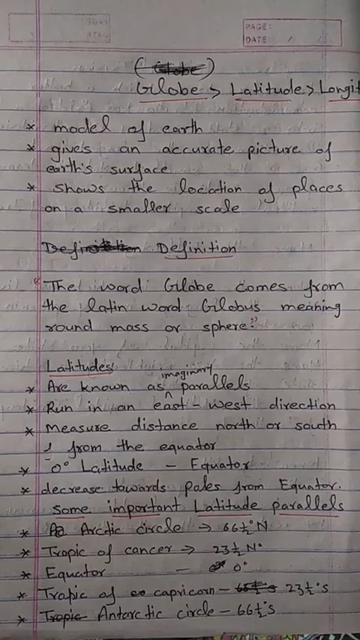 PAGE:
DATE
(Globe)
Globe > Latitude > Longit
* model of earth
* gives an accurate picture of
earth's surface
* shows the location of places
on a smaller scale
Definition Definition
"The word Globe comes from
the latin word Globus meaning
round mass or sphere."
Latitudes
* Are known as imaginary parallels
* Run in an east-west direction
* Measure distance north or south
from the equator
* 0° Latitude - Equator
* decrease towards poles from Equator.
some important Latitude parallels
* Arctic circle → 66½°N
* Tropic of cancer → 23½ N°
* Equator - 0°
* Tropic of capricorn - 23½°s
* Tropic Antarctic circle - 66½°s